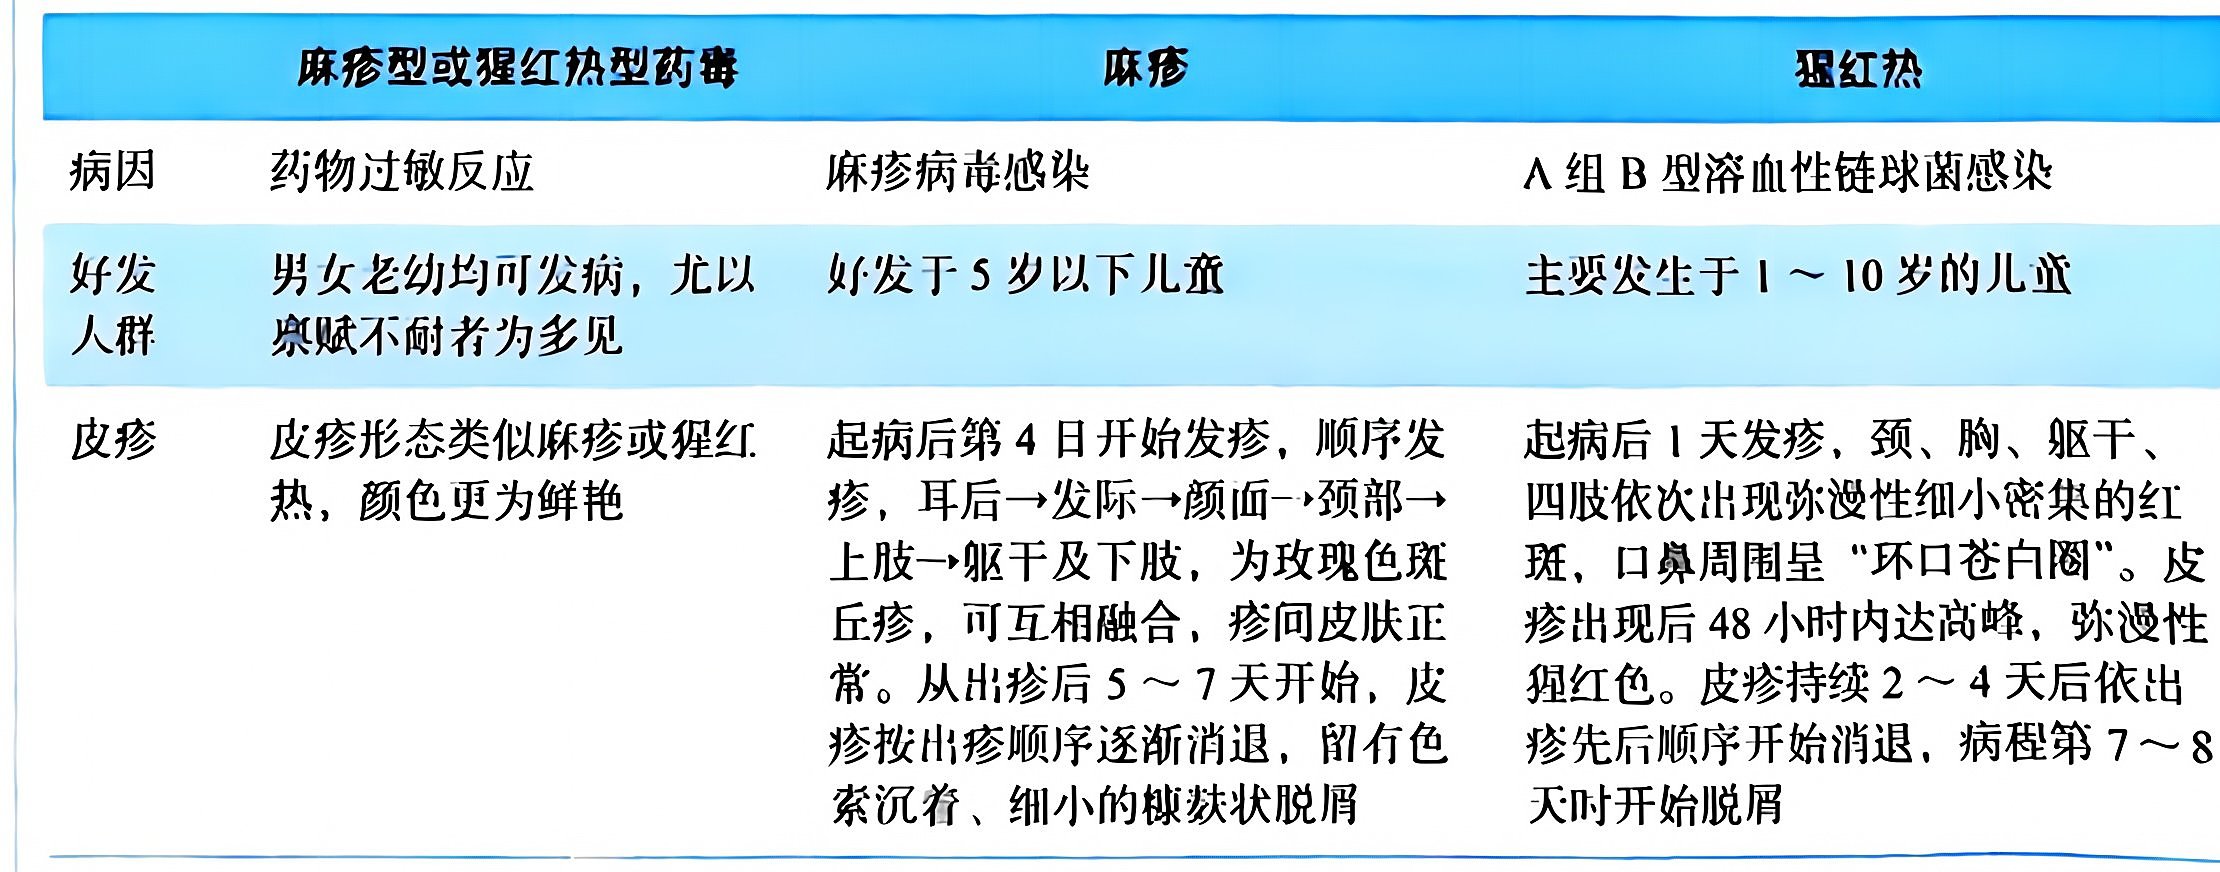 麻疹型或猩红热型药毒 麻疹 猩红热
病因 药物过敏反应 麻疹病毒感染 A 组 B 型溶血性链球菌感染
好发 男女老幼均可发病，尤以 好发于 5 岁以下儿童 主要发生于 1 ～ 10 岁的儿童
人群 禀赋不耐者为多见
皮疹 皮疹形态类似麻疹或猩红 起病后第 4 日开始发疹，顺序发 起病后 1 天发疹，颈、胸、躯干、
热，颜色更为鲜艳 疹，耳后→发际→颜面→颈部→ 四肢依次出现弥漫性细小密集的红
上肢→躯干及下肢，为玫瑰色斑 斑，口鼻周围呈 “环口苍白圈”。皮
丘疹，可互相融合，疹间皮肤正 疹出现后 48 小时内达高峰，弥漫性
常。从出疹后 5 ～ 7 天开始，皮 猩红色。皮疹持续 2 ～ 4 天后依出
疹按出疹顺序逐渐消退，留有色 疹先后顺序开始消退，病程第 7 ～ 8
素沉着、细小的糠麸状脱屑 天时开始脱屑